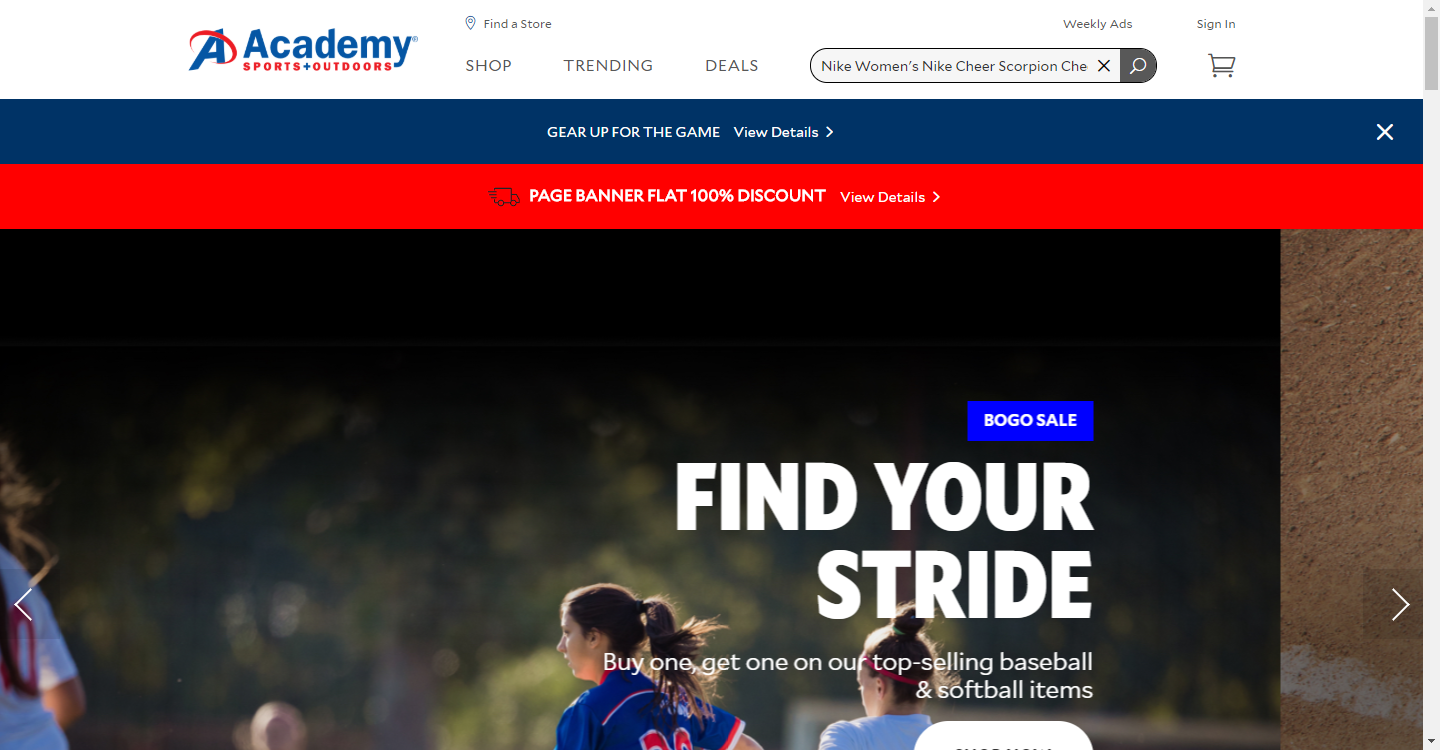 Find a Store
Weekly Ads
Sign In
Academy
SPORTS+OUTDOORS
SHOP
TRENDING
DEALS
Nike Women's Nike Cheer Scorpion Che
GEAR UP FOR THE GAME View Details
PAGE BANNER FLAT 100% DISCOUNT View Details
BOGO SALE
FIND YOUR
STRIDE
Buy one, get one on our top-selling baseball
& softball items